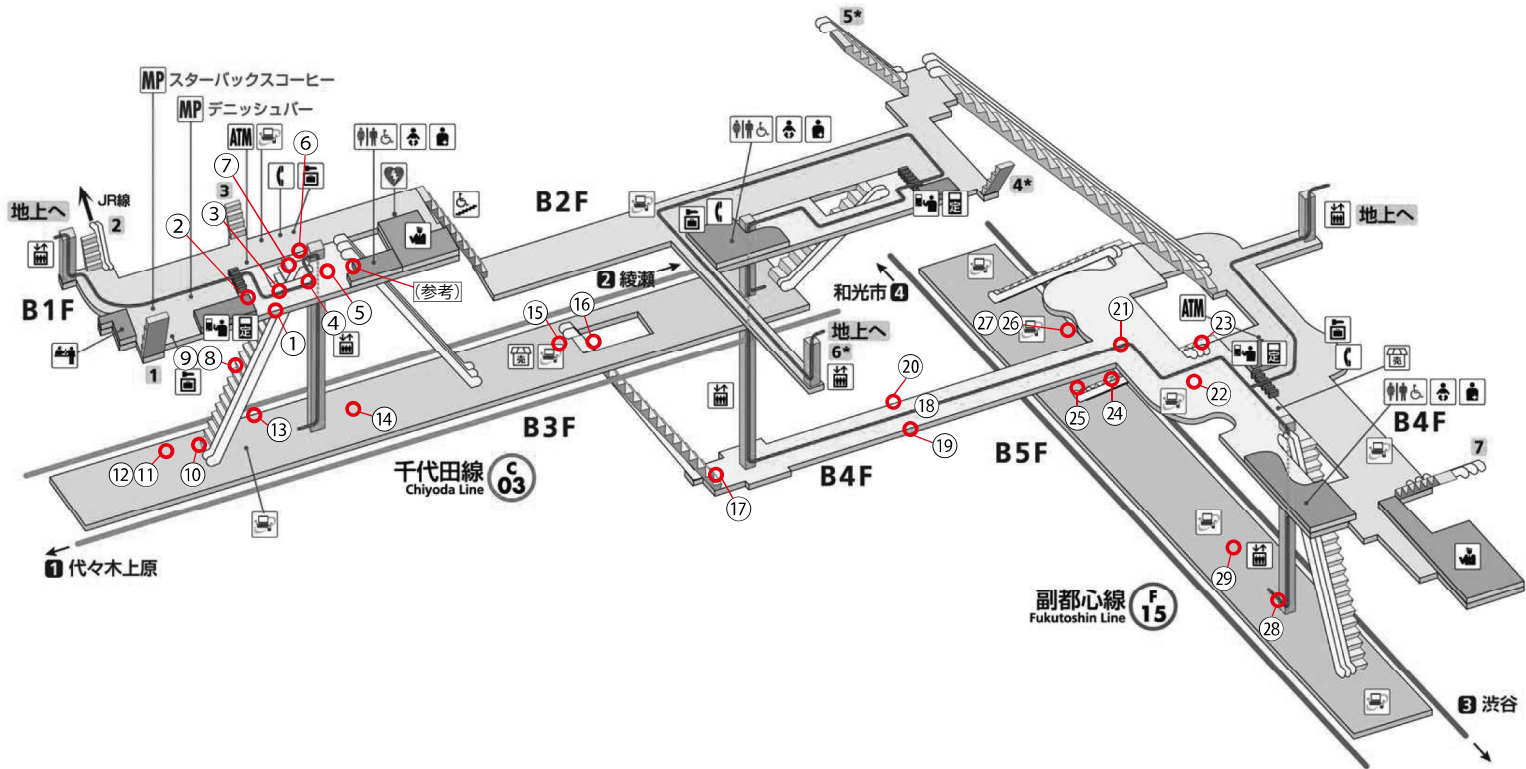 5*
MP スターバックスコーヒー
MP デニッシュバー
ATM
⑥
⑦
3
JR線
地上へ
2
②
③
B2F
4*
定
地上へ
B1F
(参考)
2 綾瀬
和光市 4
④
⑤
①
定
⑨
⑧
1
⑮
⑯
売
地上へ
6*
㉗
㉖
㉑
ATM
㉓
定
売
⑳
⑱
㉒
⑬
⑭
⑫
⑪
⑩
B3F
⑲
㉕
㉔
B5F
B4F
7
千代田線
Chiyoda Line
C
03
⑰
B4F
1 代々木上原
㉙
副都心線
Fukutoshin Line
F
15
㉘
3 渋谷